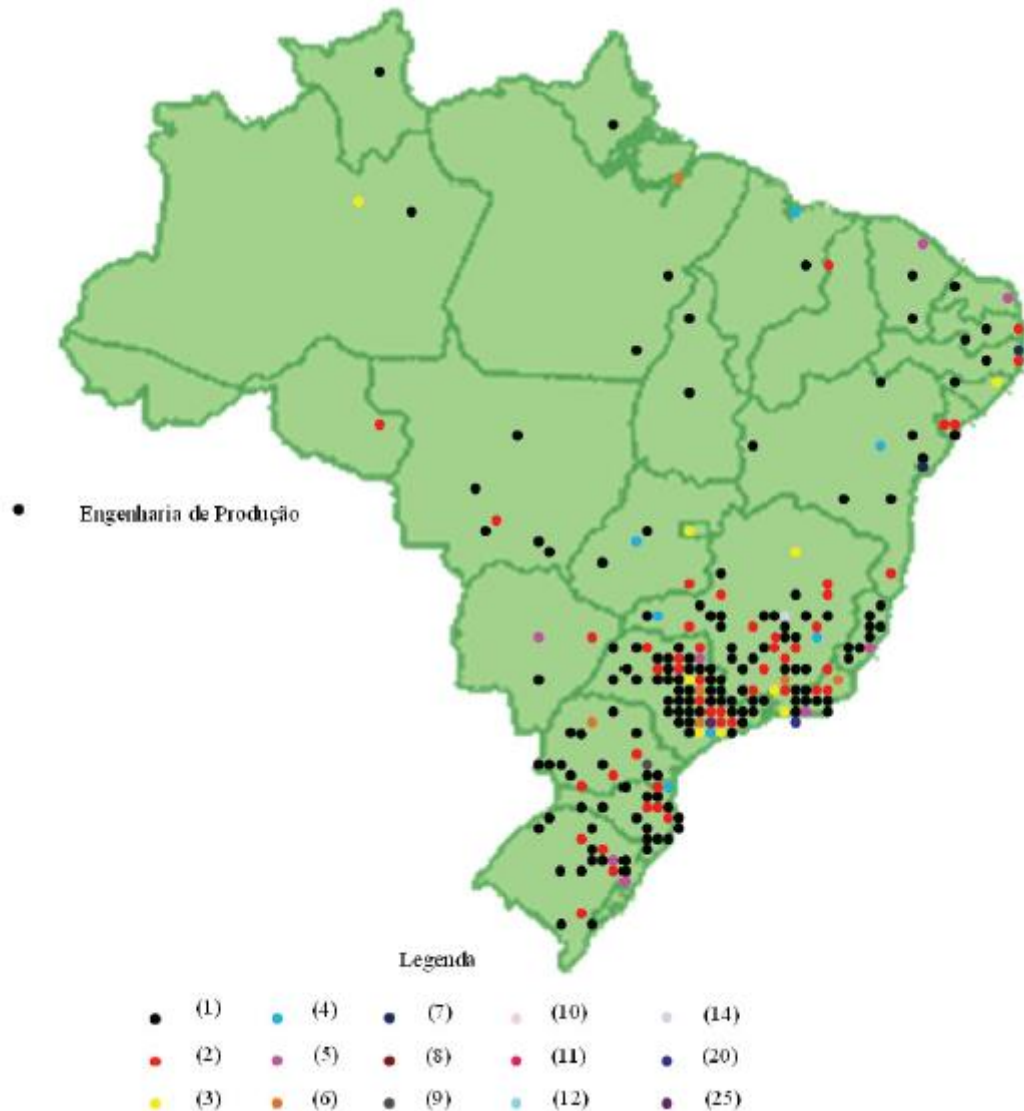 Engenharia de Produção
Legenda
(1) (4) (7) (10) (14)
(2) (5) (8) (11) (20)
(3) (6) (9) (12) (25)